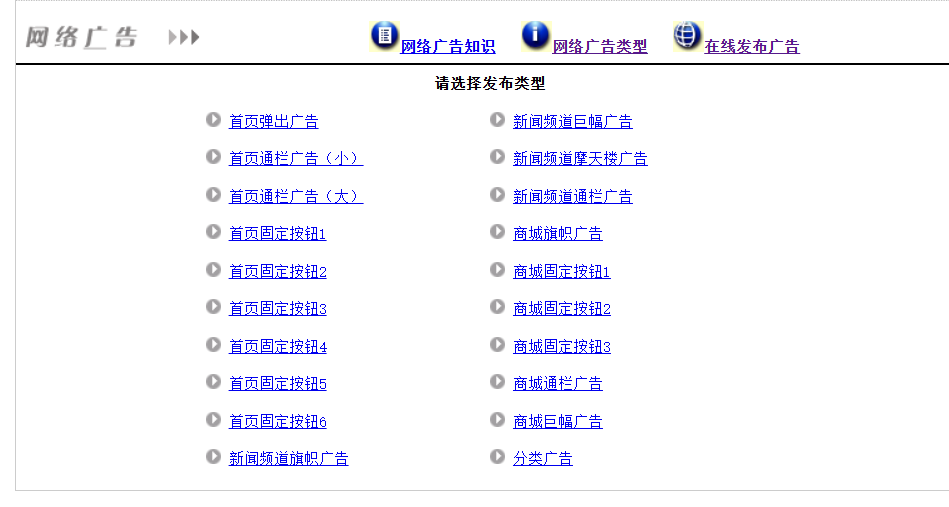 网络广告 网络广告知识 网络广告类型 在线发布广告
请选择发布类型
首页弹出广告 新闻频道巨幅广告
首页通栏广告（小） 新闻频道摩天楼广告
首页通栏广告（大） 新闻频道通栏广告
首页固定按钮1 商城旗帜广告
首页固定按钮2 商城固定按钮1
首页固定按钮3 商城固定按钮2
首页固定按钮4 商城固定按钮3
首页固定按钮5 商城通栏广告
首页固定按钮6 商城巨幅广告
新闻频道旗帜广告 分类广告